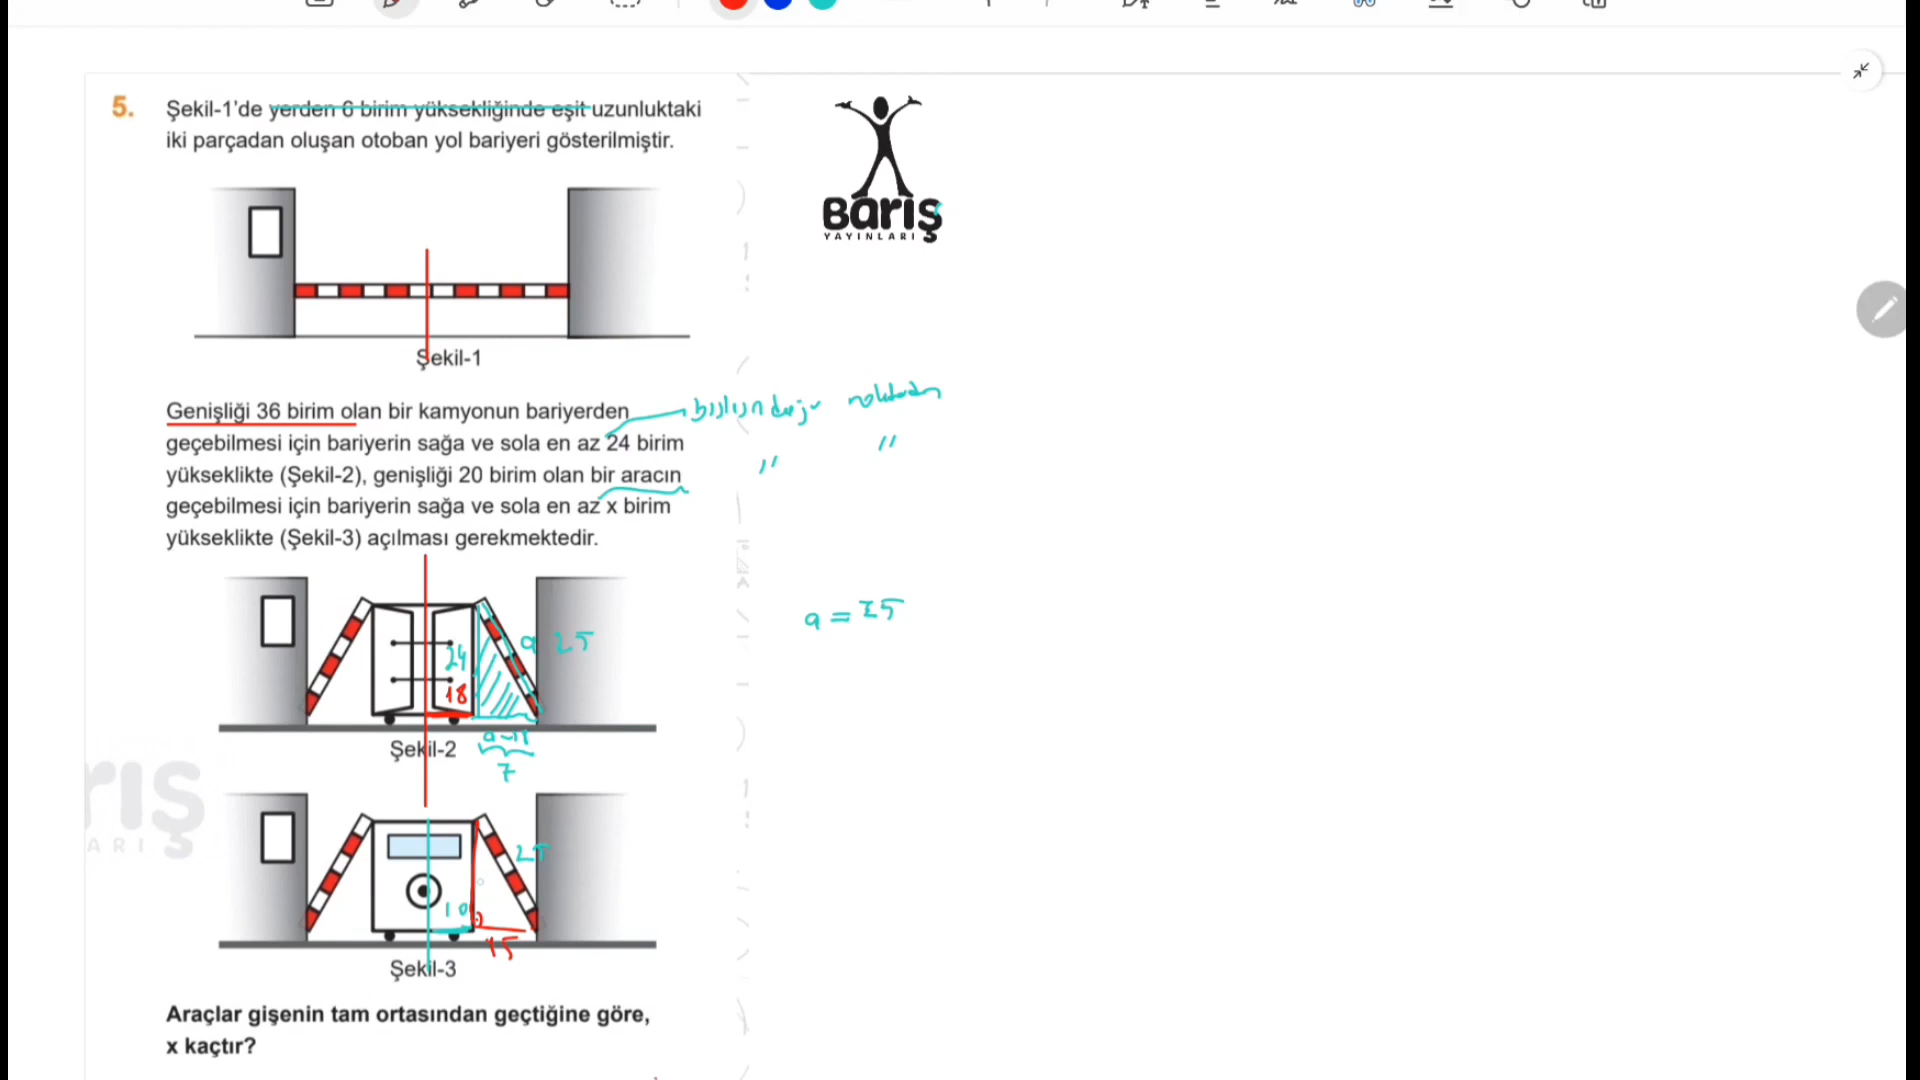 5. Şekil-1'de yerden 6 birim yüksekliğinde eşit uzunluktaki
iki parçadan oluşan otoban yol bariyeri gösterilmiştir.
Barış
YAYINLARI
Şekil-1
Genişliği 36 birim olan bir kamyonun bariyerden
geçebilmesi için bariyerin sağa ve sola en az 24 birim
yükseklikte (Şekil-2), genişliği 20 birim olan bir aracın
geçebilmesi için bariyerin sağa ve sola en az x birim
yükseklikte (Şekil-3) açılması gerekmektedir.
a = 25
24
a 25
18
Şekil-2
7
rış
ARI
25
10
15
Şekil-3
Araçlar gişenin tam ortasından geçtiğine göre,
x kaçtır?